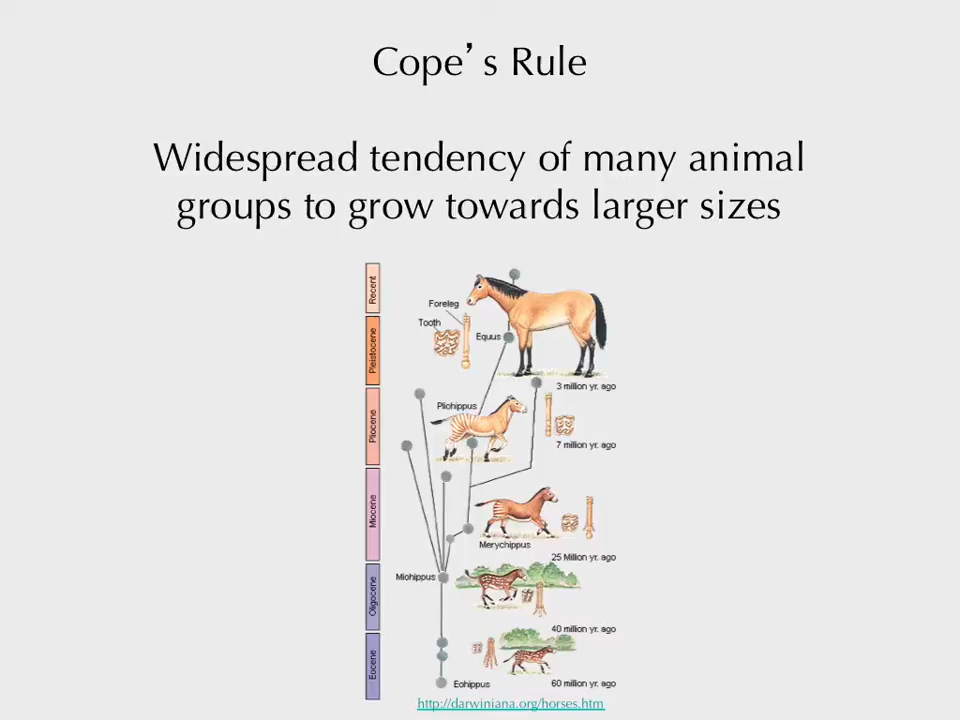 Cope’s Rule
Widespread tendency of many animal
groups to grow towards larger sizes
Recent
Foreleg
Tooth
Equus
Pleistocene
3 million yr. ago
Pliohippus
Pliocene
7 million yr. ago
Miocene
Merychippus
25 Million yr. ago
Miohippus
Oligocene
40 million yr. ago
Eocene
Eohippus
60 million yr. ago
http://darwiniana.org/horses.htm